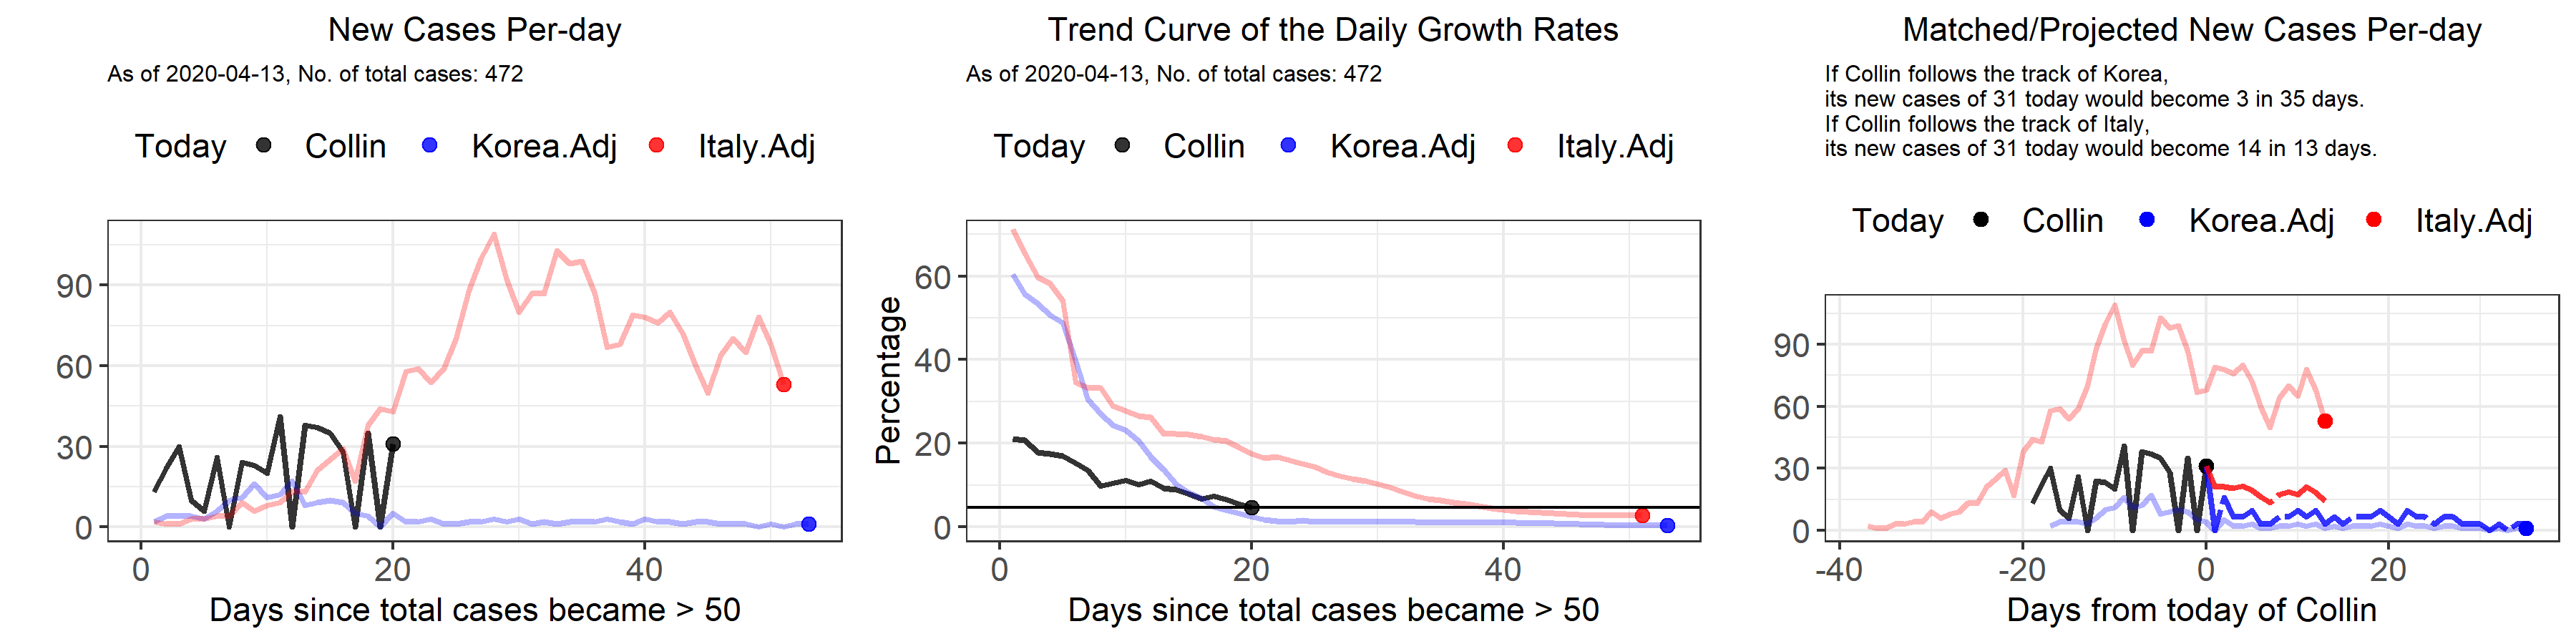 New Cases Per-day
As of 2020-04-13, No. of total cases: 472
Today Collin Korea.Adj Italy.Adj
90
60
30
0
0 20 40
Days since total cases became > 50
Trend Curve of the Daily Growth Rates
As of 2020-04-13, No. of total cases: 472
Today Collin Korea.Adj Italy.Adj
Percentage
60
40
20
0
0 20 40
Days since total cases became > 50
Matched/Projected New Cases Per-day
If Collin follows the track of Korea,
its new cases of 31 today would become 3 in 35 days.
If Collin follows the track of Italy,
its new cases of 31 today would become 14 in 13 days.
Today Collin Korea.Adj Italy.Adj
90
60
30
0
-40 -20 0 20
Days from today of Collin